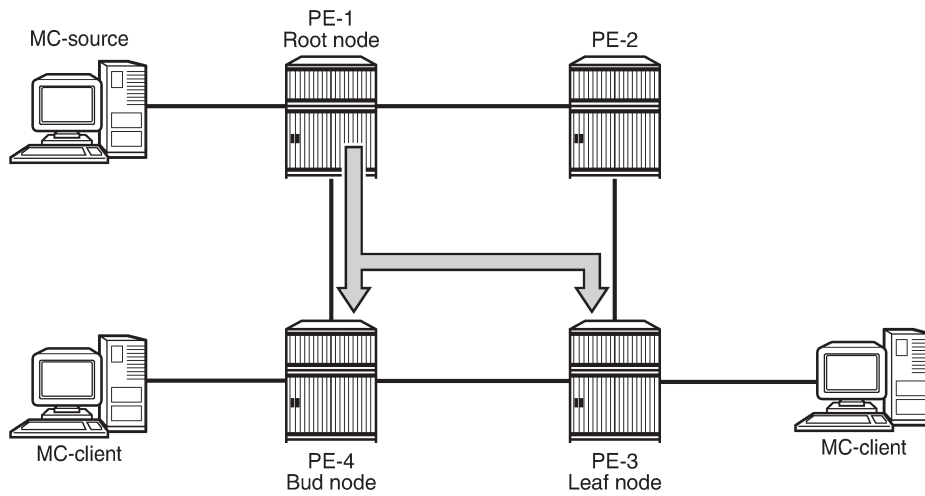 PE-1
Root node
MC-source
PE-2
MC-client
PE-4
Bud node
PE-3
Leaf node
MC-client